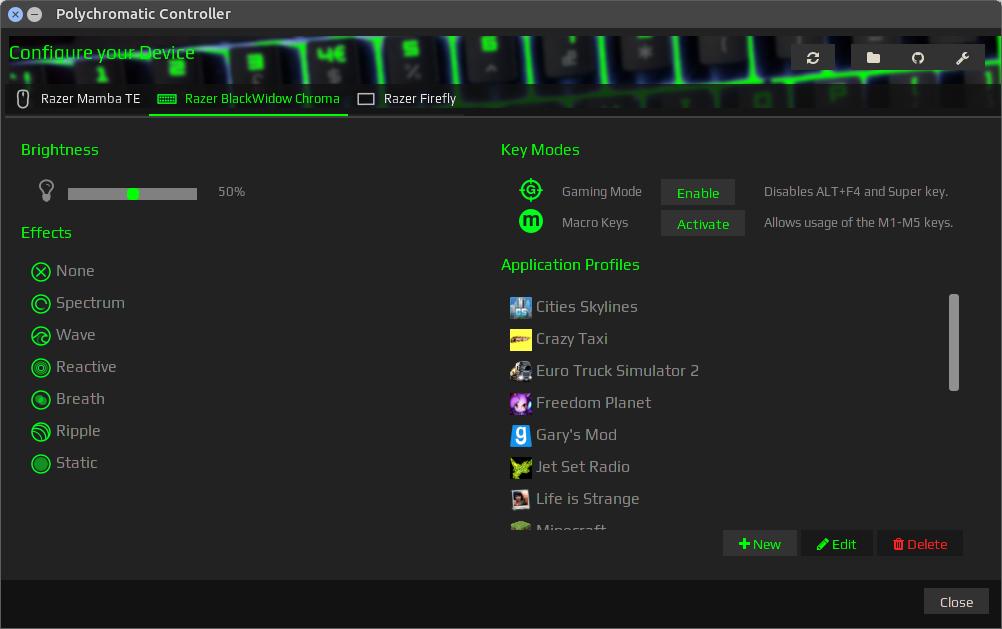 Polychromatic Controller
Configure your Device
Razer Mamba TE
Razer BlackWidow Chroma
Razer Firefly
Brightness
50%
Effects
None
Spectrum
Wave
Reactive
Breath
Ripple
Static
Key Modes
Gaming Mode Enable Disables ALT+F4 and Super key.
Macro Keys Activate Allows usage of the M1-M5 keys.
Application Profiles
Cities Skylines
Crazy Taxi
Euro Truck Simulator 2
Freedom Planet
Gary's Mod
Jet Set Radio
Life is Strange
Minecraft
New Edit Delete
Close